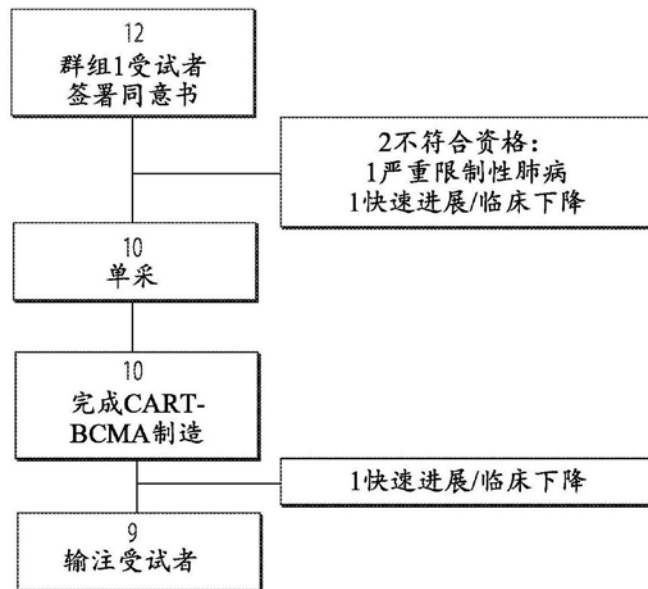 12
群组1受试者
签署同意书
2不符合资格：
1严重限制性肺病
1快速进展/临床下降
10
单采
10
完成CART-
BCMA制造
1快速进展/临床下降
9
输注受试者